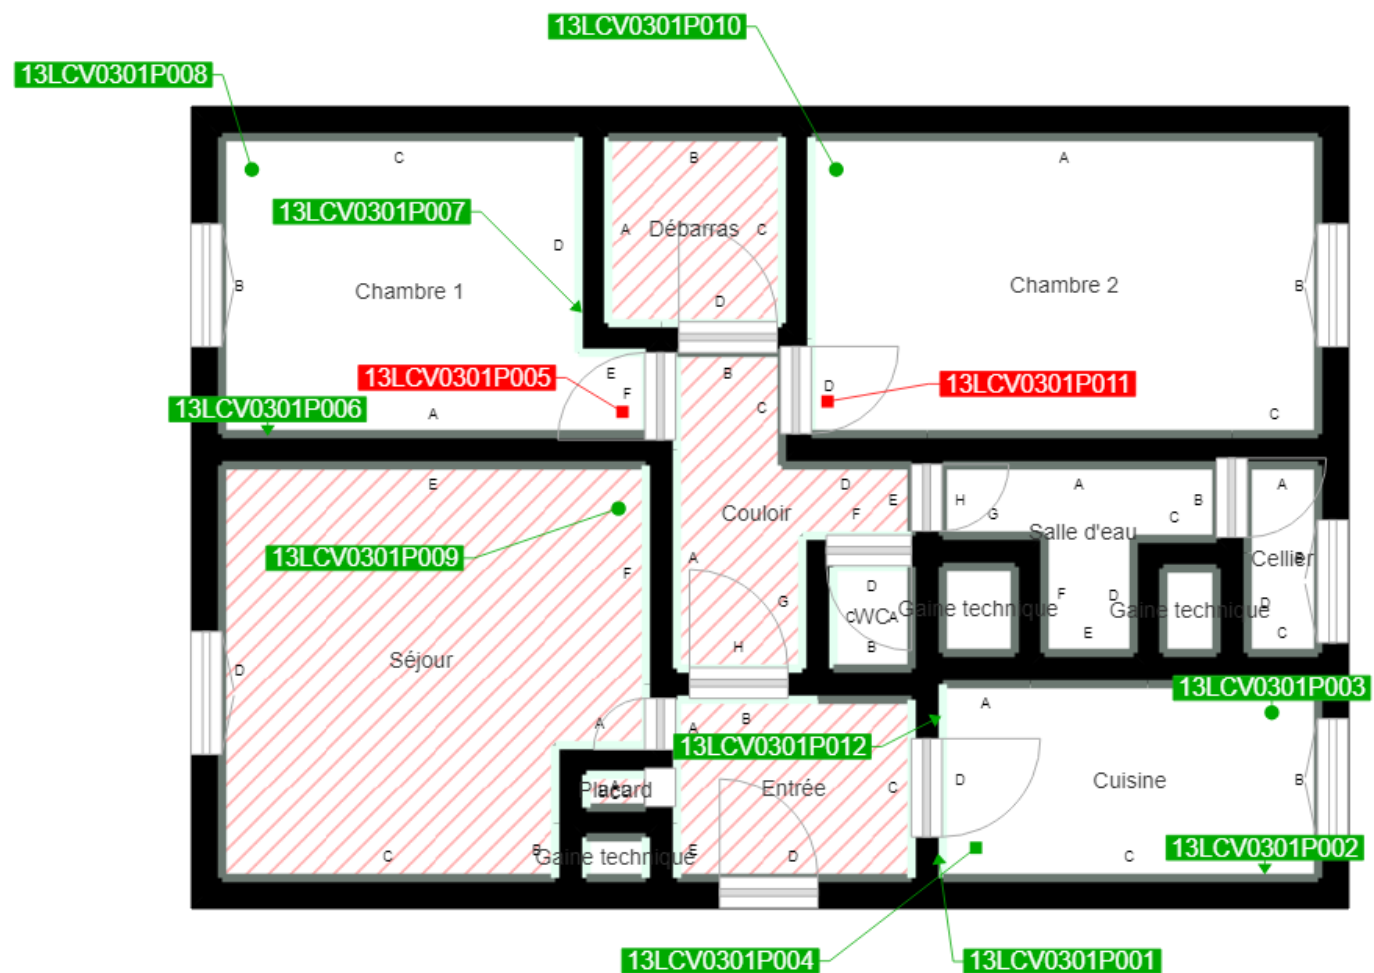 13LCV0301P010
13LCV0301P008
C
B
A
13LCV0301P007
A
Débarras
C
D
B
Chambre 1
Chambre 2
B
D
13LCV0301P005
E
F
B
C
D
13LCV0301P011
13LCV0301P006
A
C
E
D
E
F
H
G
A
B
C
A
Couloir
Salle d'eau
13LCV0301P009
F
A
G
H
D
C
WC
A
B
Gaine technique
F
D
E
Gaine technique
Cellier
B
D
C
Séjour
D
13LCV0301P003
A
A
B
A
13LCV0301P012
Placard
A
Entrée
C
D
Cuisine
B
C
B
Gaine technique
E
D
C
13LCV0301P002
13LCV0301P004
13LCV0301P001